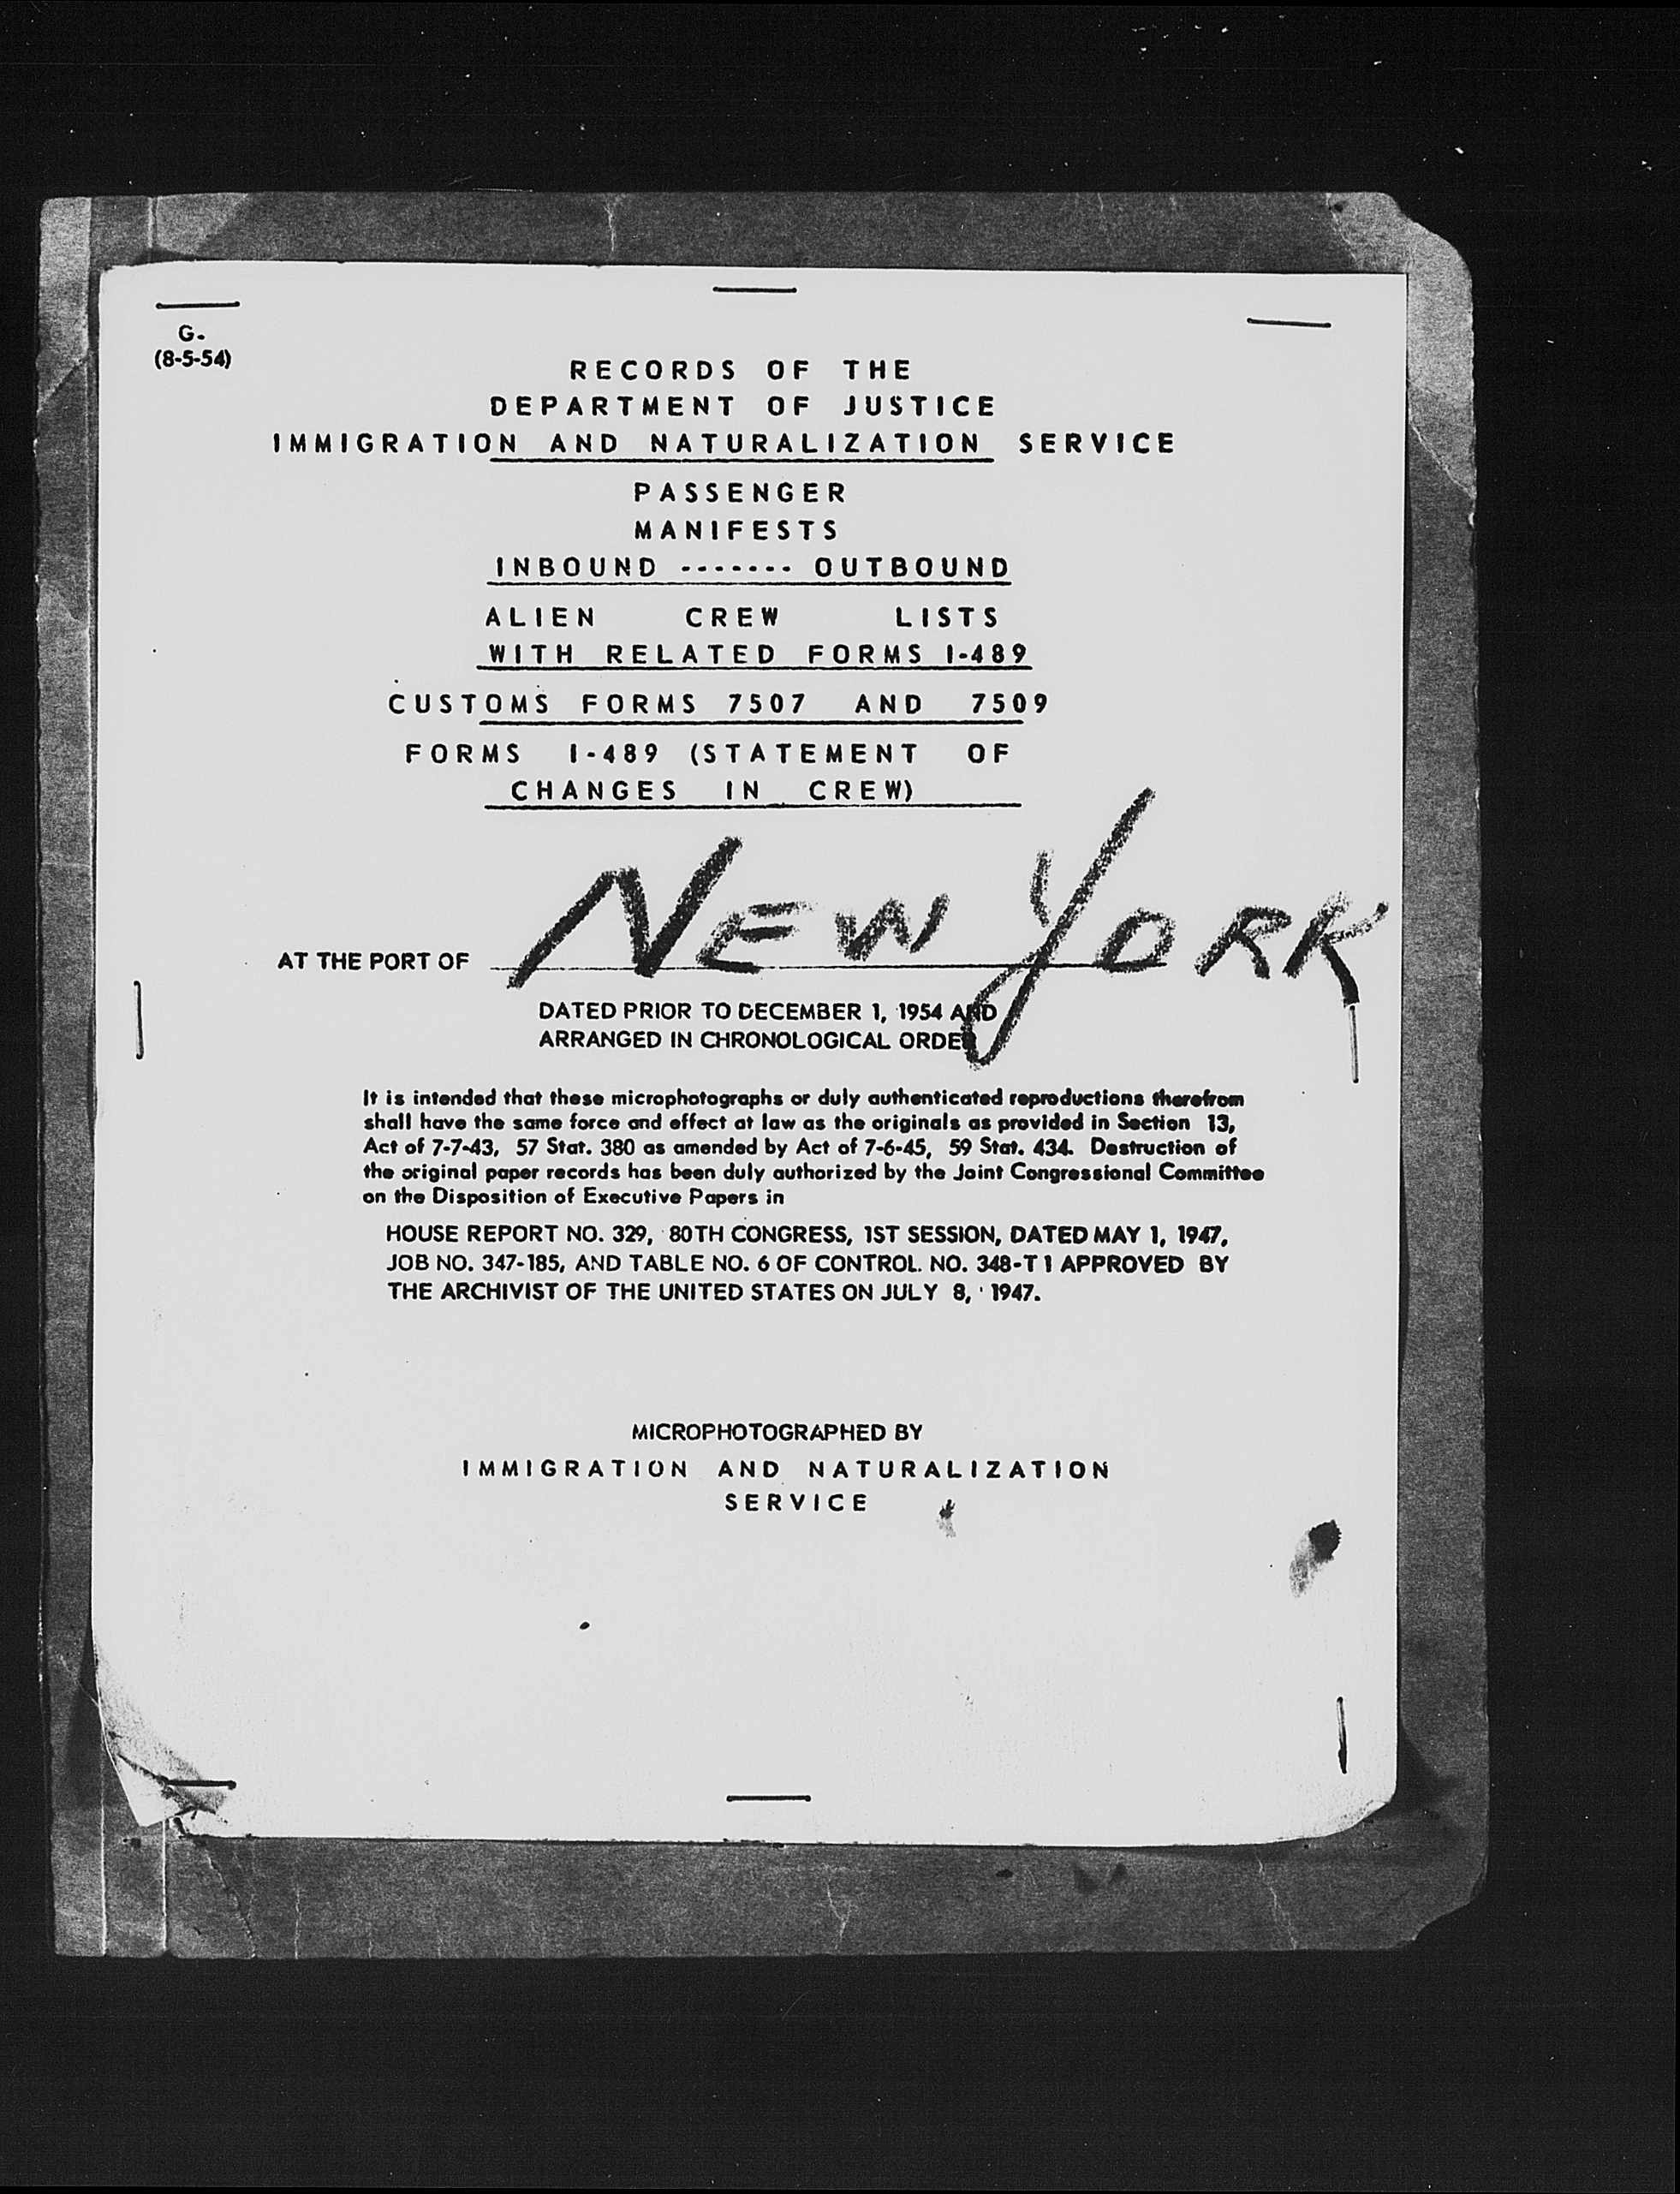 G-
(8-5-54)
RECORDS OF THE
DEPARTMENT OF JUSTICE
IMMIGRATION AND NATURALIZATION SERVICE
PASSENGER
MANIFESTS
INBOUND ------- OUTBOUND
ALIEN CREW LISTS
WITH RELATED FORMS I-489
CUSTOMS FORMS 7507 AND 7509
FORMS I-489 (STATEMENT OF
CHANGES IN CREW)
AT THE PORT OF NEW YORK
DATED PRIOR TO DECEMBER 1, 1954 AND
ARRANGED IN CHRONOLOGICAL ORDER
It is intended that these microphotographs or duly authenticated reproductions therefrom
shall have the same force and effect at law as the originals as provided in Section 13,
Act of 7-7-43, 57 Stat. 380 as amended by Act of 7-6-45, 59 Stat. 434. Destruction of
the original paper records has been duly authorized by the Joint Congressional Committee
on the Disposition of Executive Papers in
HOUSE REPORT NO. 329, 80TH CONGRESS, 1ST SESSION, DATED MAY 1, 1947,
JOB NO. 347-185, AND TABLE NO. 6 OF CONTROL. NO. 348-T 1 APPROVED BY
THE ARCHIVIST OF THE UNITED STATES ON JULY 8, 1947.
MICROPHOTOGRAPHED BY
IMMIGRATION AND NATURALIZATION
SERVICE